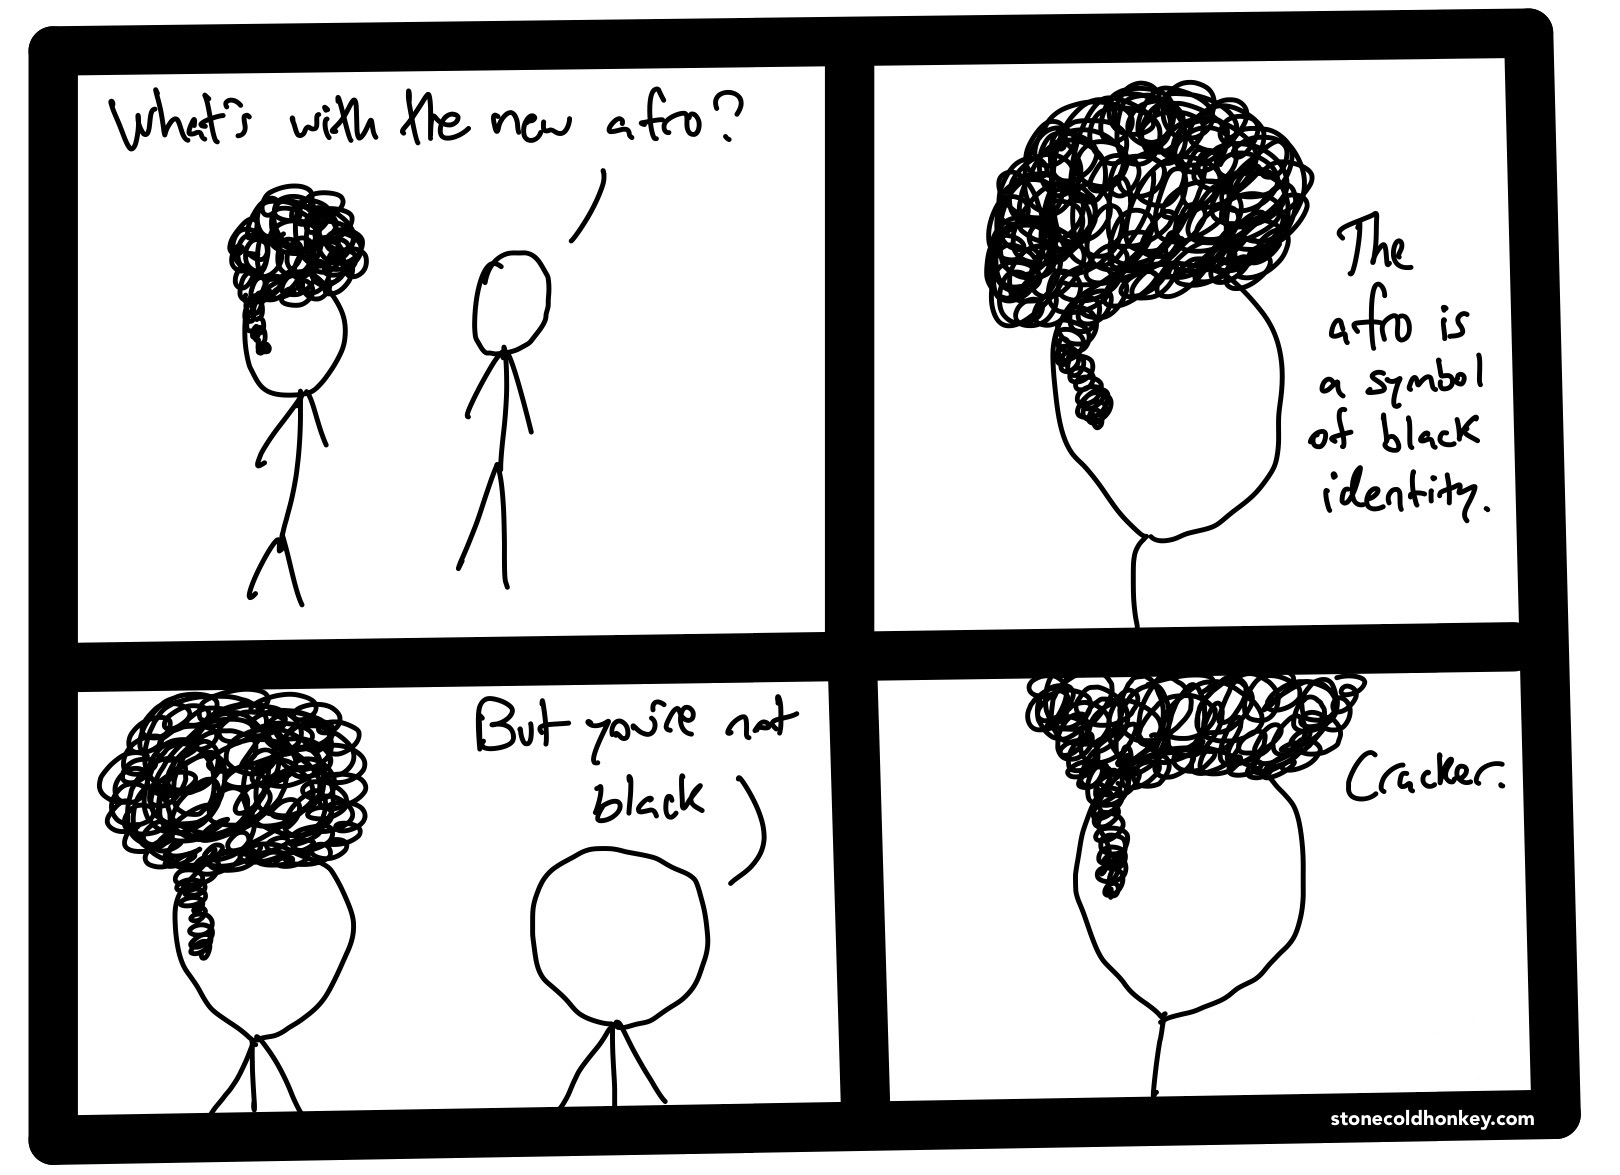 What's with the new afro?
The
afro is
a symbol
of black
identity.
But you're not
black
Cracker.
stonecoldhonkey.com